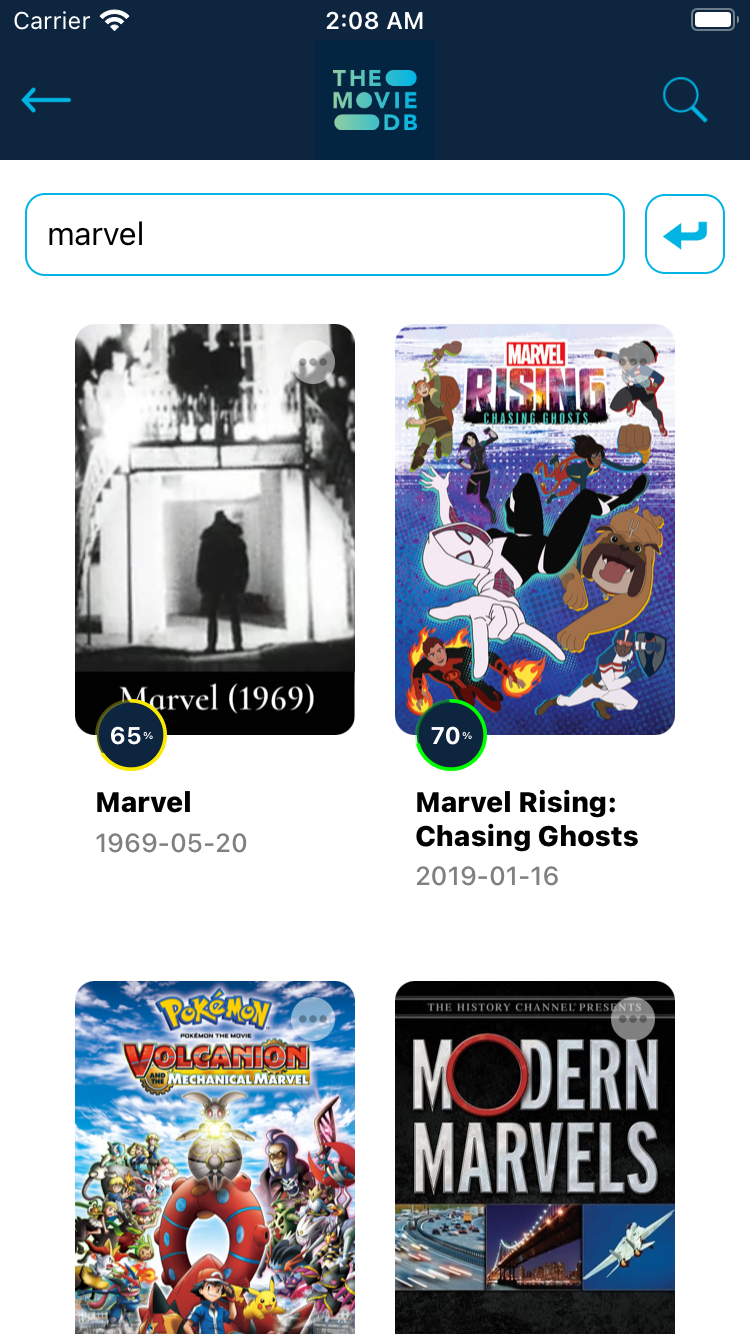 Carrier 2:08 AM
THE
MOVIE
DB
marvel
Marvel (1969)
MARVEL
RISING
CHASING GHOSTS
65%
70%
Marvel
1969-05-20
Marvel Rising:
Chasing Ghosts
2019-01-16
POKÉMON
POKÉMON THE MOVIE
VOLCANION
AND THE MECHANICAL MARVEL
THE HISTORY CHANNEL PRESENTS
MODERN
MARVELS